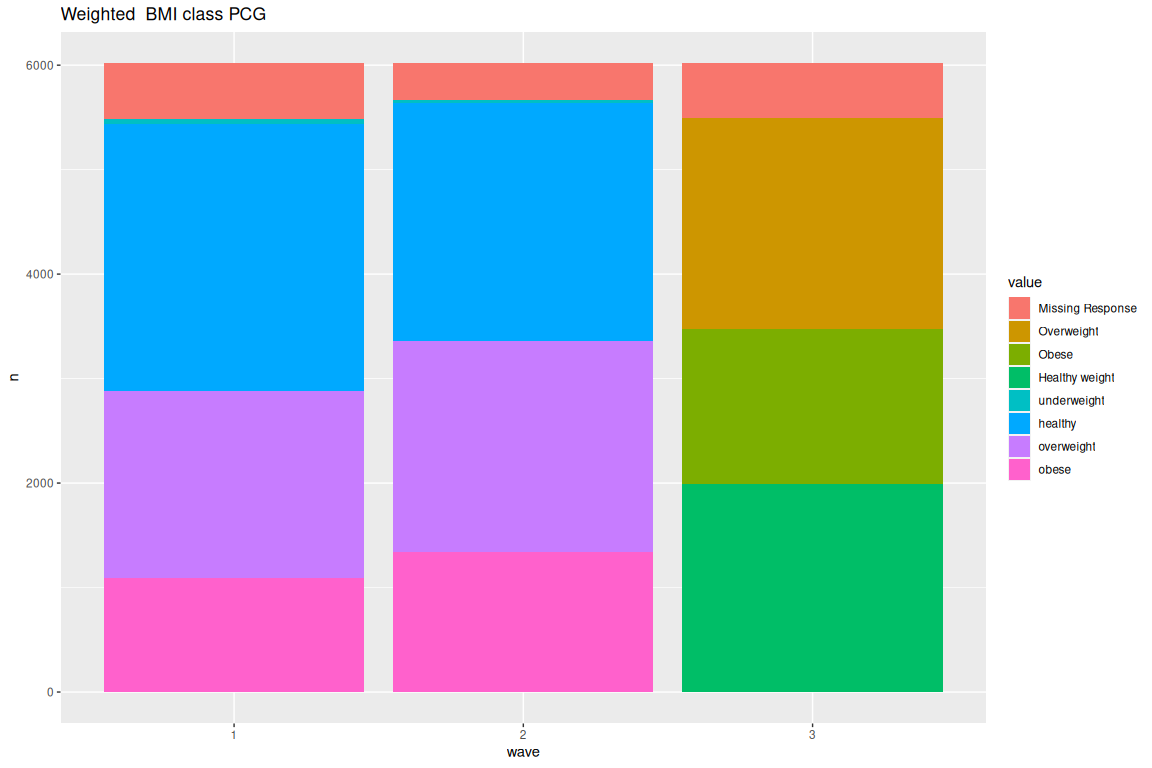 Weighted  BMI class PCG
6000
4000
2000
0
n
1
2
3
wave
value
Missing Response
Overweight
Obese
Healthy weight
underweight
healthy
overweight
obese